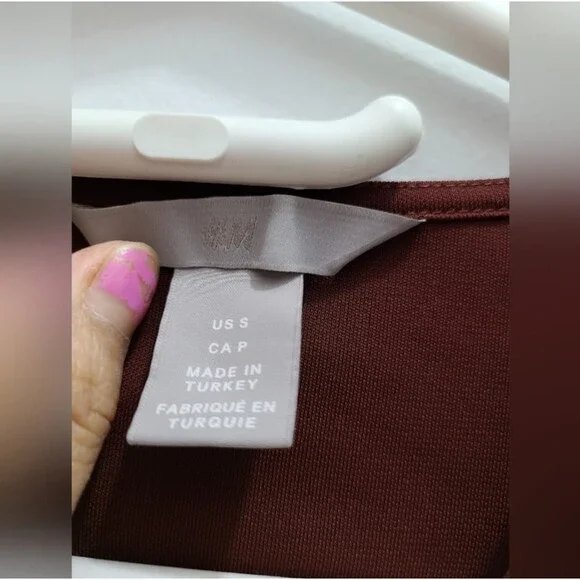 H&M
US S
CA P
MADE IN
TURKEY
FABRIQUÉ EN
TURQUIE